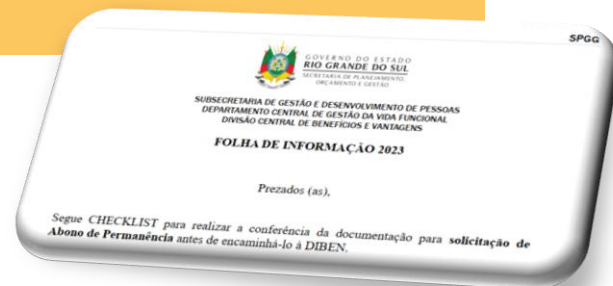 SPGG
GOVERNO DO ESTADO
RIO GRANDE DO SUL
SECRETARIA DE PLANEJAMENTO,
ORÇAMENTO E GESTÃO
SUBSECRETARIA DE GESTÃO E DESENVOLVIMENTO DE PESSOAS
DEPARTAMENTO CENTRAL DE GESTÃO DA VIDA FUNCIONAL
DIVISÃO CENTRAL DE BENEFÍCIOS E VANTAGENS
FOLHA DE INFORMAÇÃO 2023
Prezados (as),
Segue CHECKLIST para realizar a conferência da documentação para solicitação de
Abono de Permanência antes de encaminhá-lo à DIBEN.